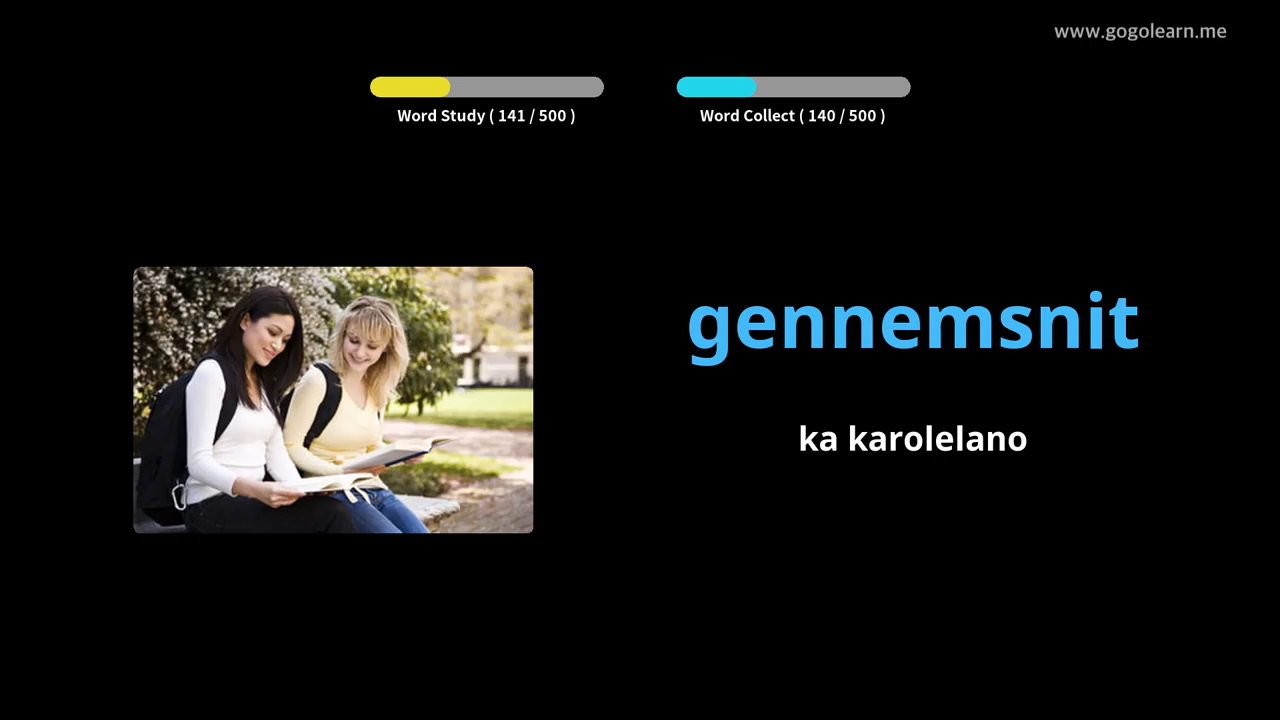 www.gogolearn.me
Word Study ( 141 / 500 )
Word Collect ( 140 / 500 )
gennemsnit
ka karolelano